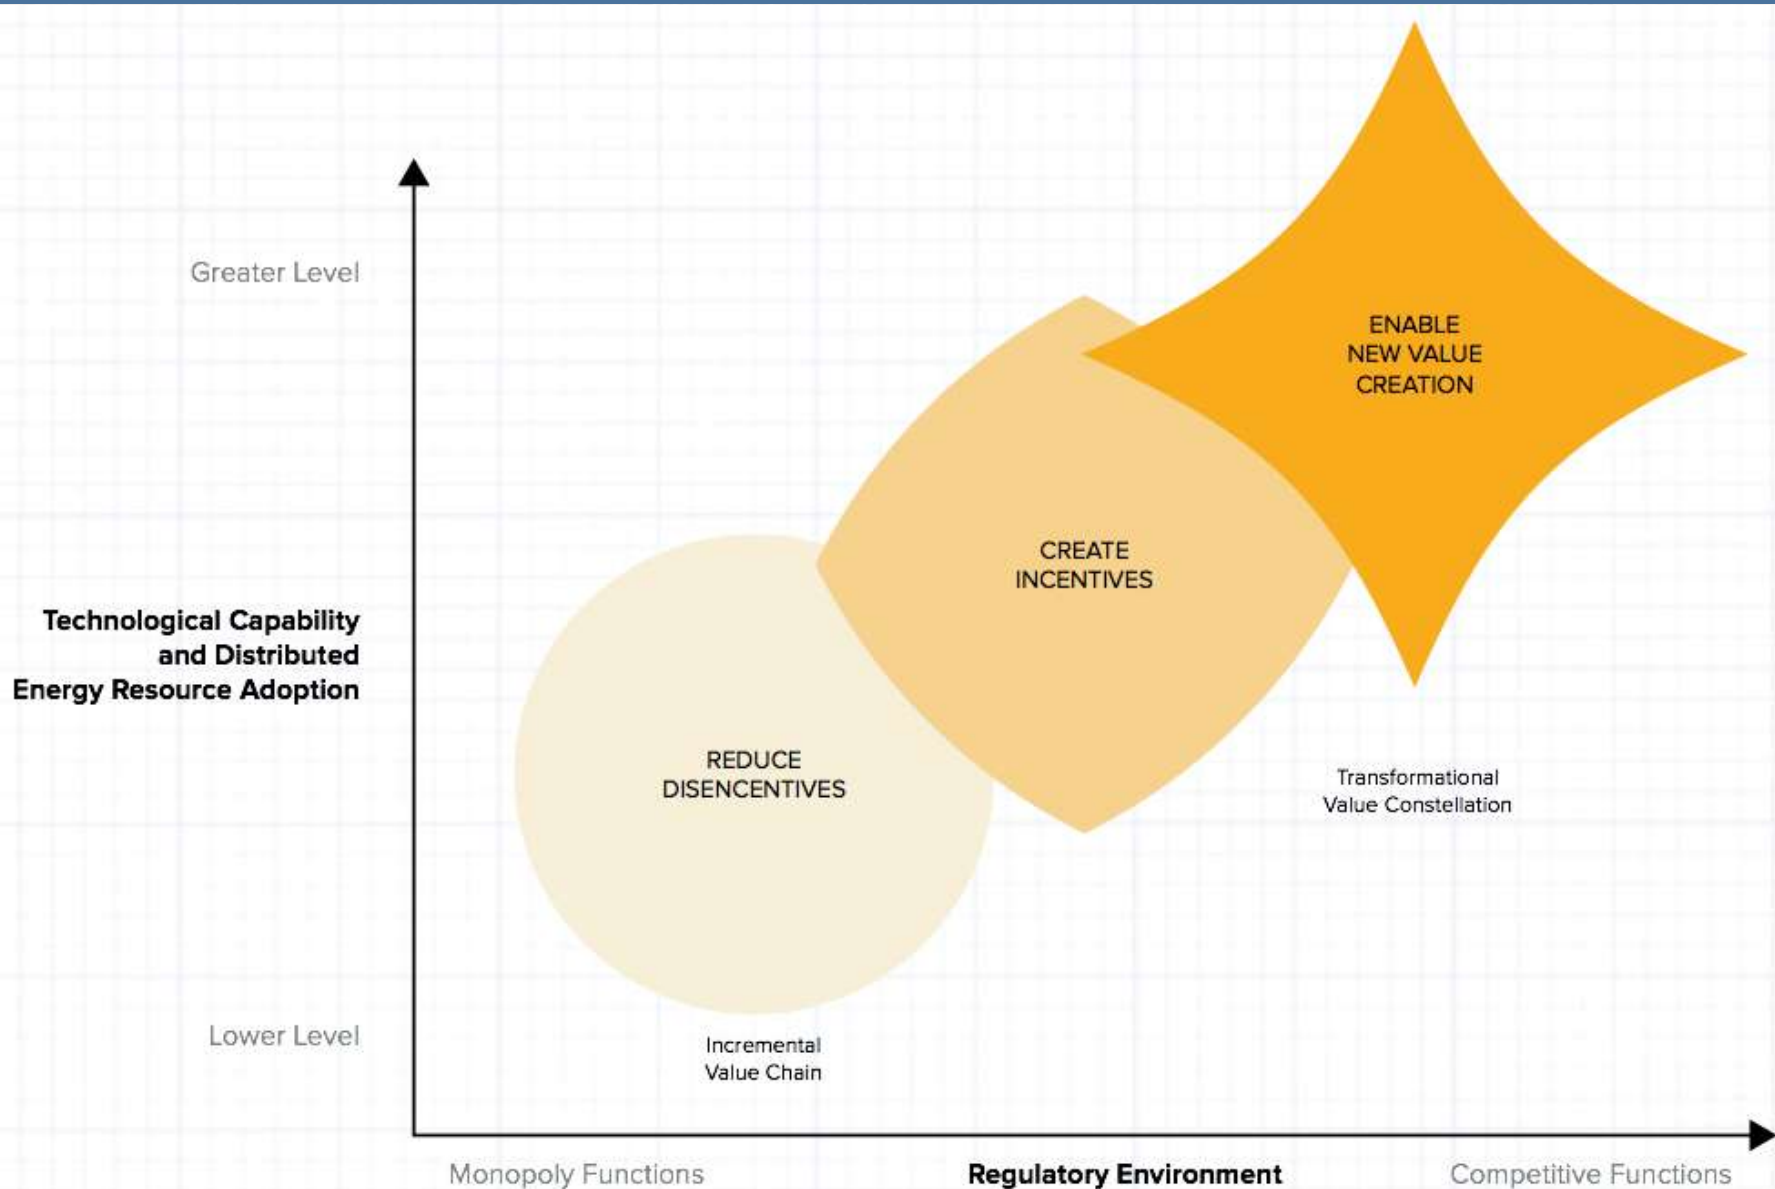 Greater Level
ENABLE
NEW VALUE
CREATION
CREATE
INCENTIVES
Technological Capability
and Distributed
Energy Resource Adoption
REDUCE
DISENCENTIVES
Transformational
Value Constellation
Lower Level
Incremental
Value Chain
Monopoly Functions
Regulatory Environment
Competitive Functions